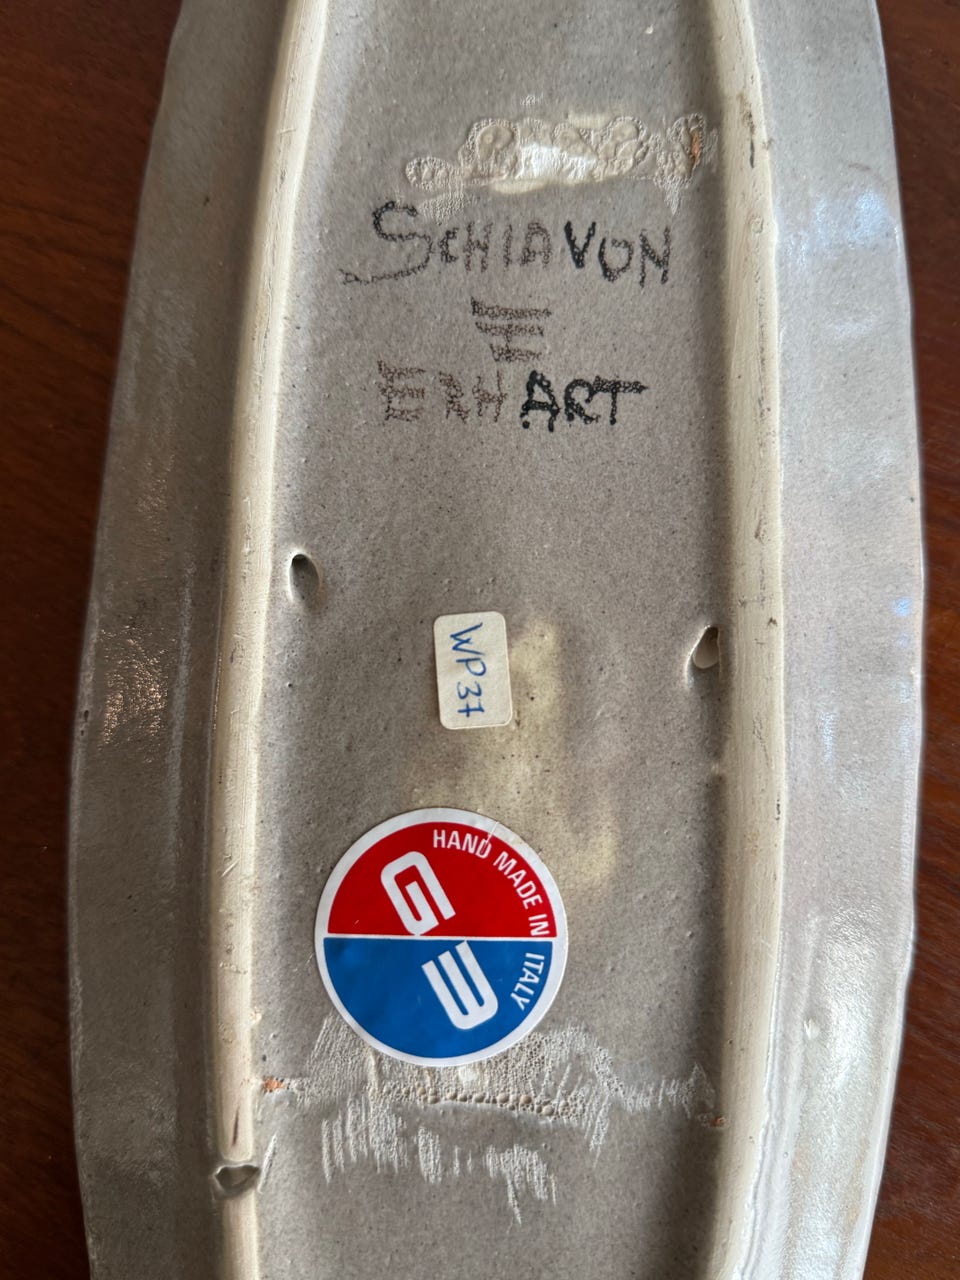 SCHIAVON
E
ERHART
WP37
HAND MADE IN ITALY